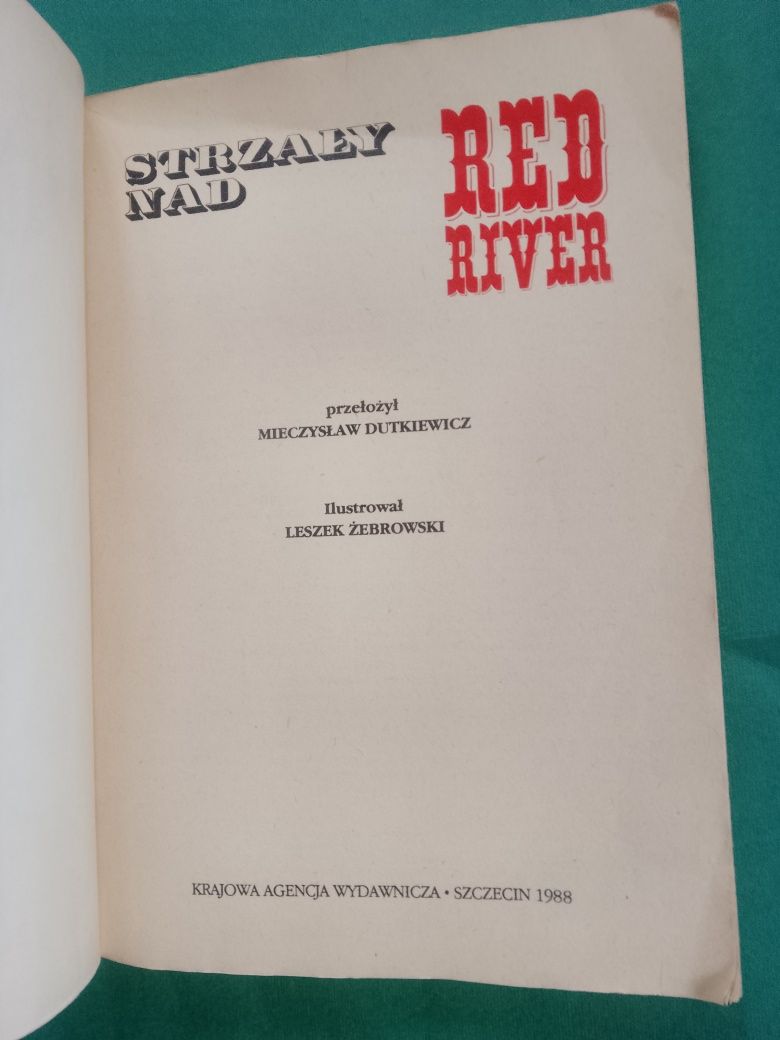 STRZAŁY
NAD
RED
RIVER
przełożył
MIECZYSŁAW DUTKIEWICZ
Ilustrował
LESZEK ŻEBROWSKI
KRAJOWA AGENCJA WYDAWNICZA • SZCZECIN 1988